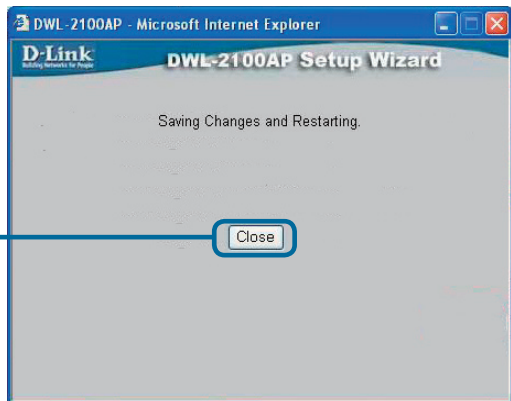 DWL-2100AP - Microsoft Internet Explorer
D-Link
Building Networks for People
DWL-2100AP Setup Wizard
Saving Changes and Restarting.
Close